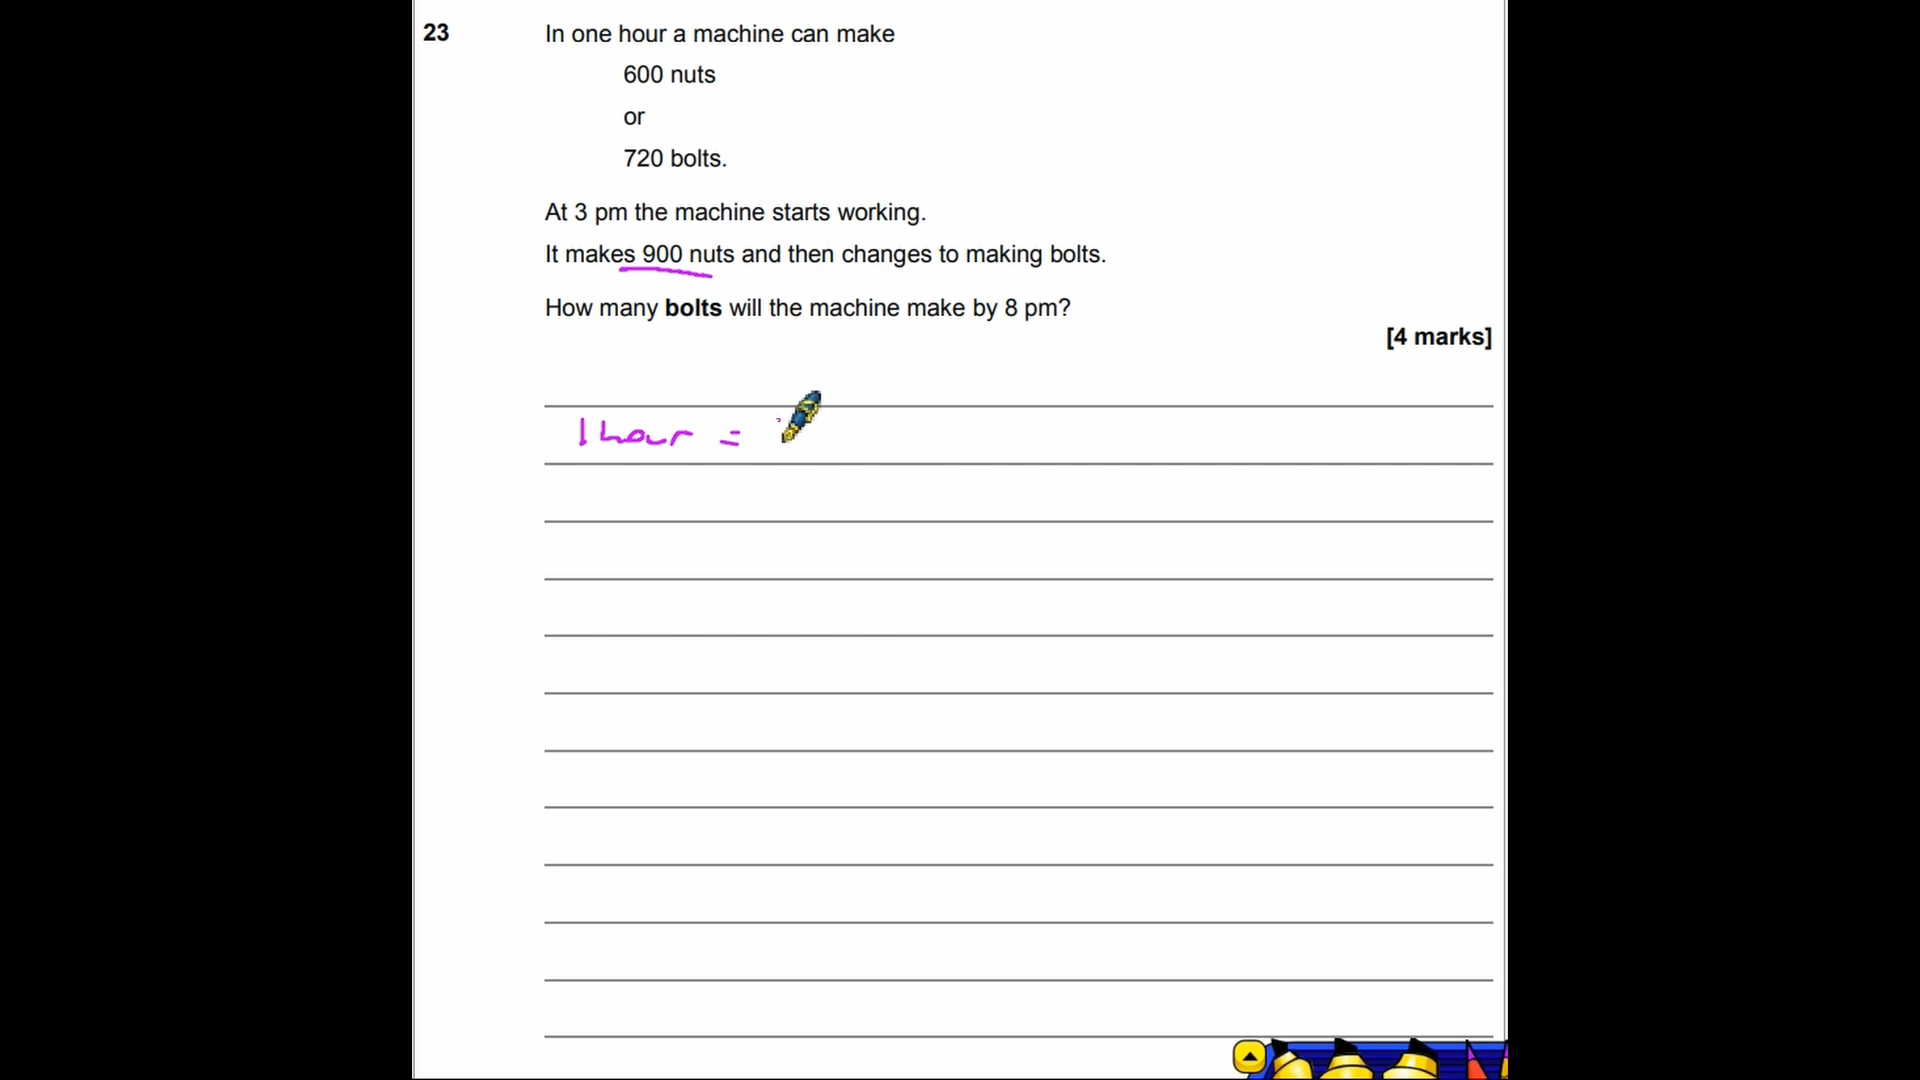 23 In one hour a machine can make
600 nuts
or
720 bolts.
At 3 pm the machine starts working.
It makes 900 nuts and then changes to making bolts.
How many bolts will the machine make by 8 pm?
[4 marks]
1 hour =